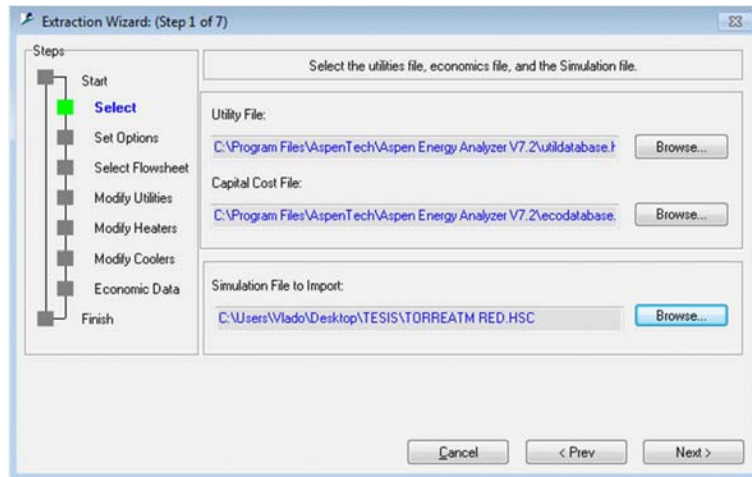 Extraction Wizard: (Step 1 of 7)
Steps
Start
Select
Set Options
Select Flowsheet
Modify Utilities
Modify Heaters
Modify Coolers
Economic Data
Finish
Select the utilities file, economics file, and the Simulation file.
Utility File:
C:\Program Files\AspenTech\Aspen Energy Analyzer V7.2\utildatabase.h
Browse...
Capital Cost File:
C:\Program Files\AspenTech\Aspen Energy Analyzer V7.2\ecodatabase.
Browse...
Simulation File to Import:
C:\Users\Vlado\Desktop\TESIS\TORREATM RED.HSC
Browse...
Cancel
< Prev
Next >